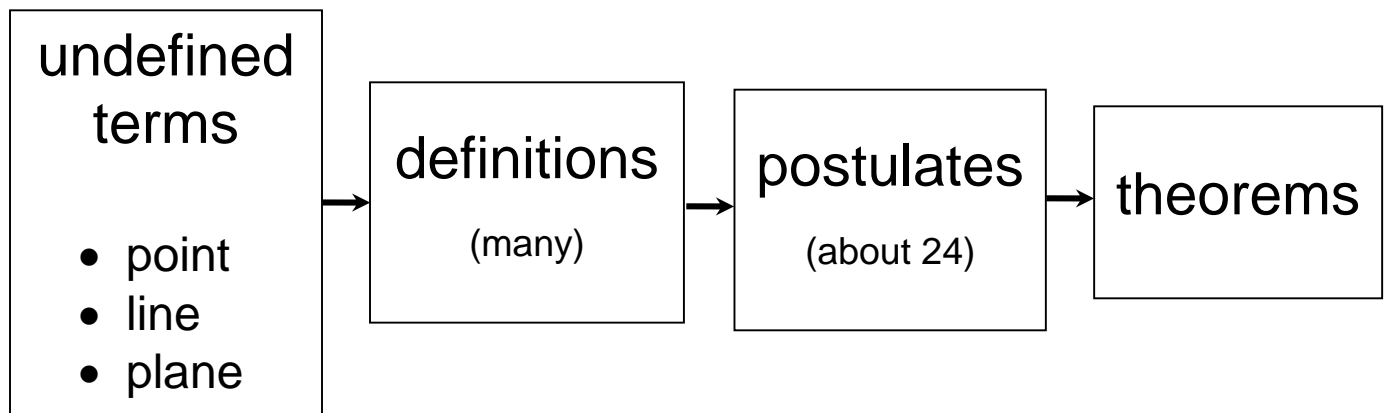 undefined
terms
• point
• line
• plane
definitions
(many)
postulates
(about 24)
theorems